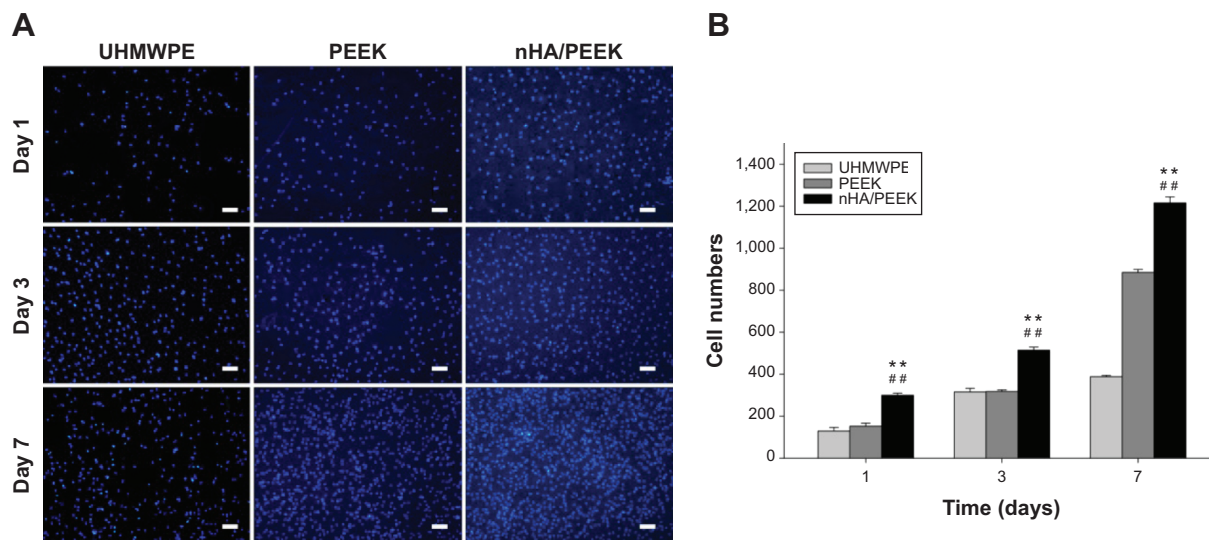 A
UHMWPE PEEK nHA/PEEK
Day 1
Day 3
Day 7
B
UHMWPE
PEEK
nHA/PEEK
1,400
1,200
1,000
800
600
400
200
0
**
##
**
##
**
##
1 3 7
Cell numbers
Time (days)